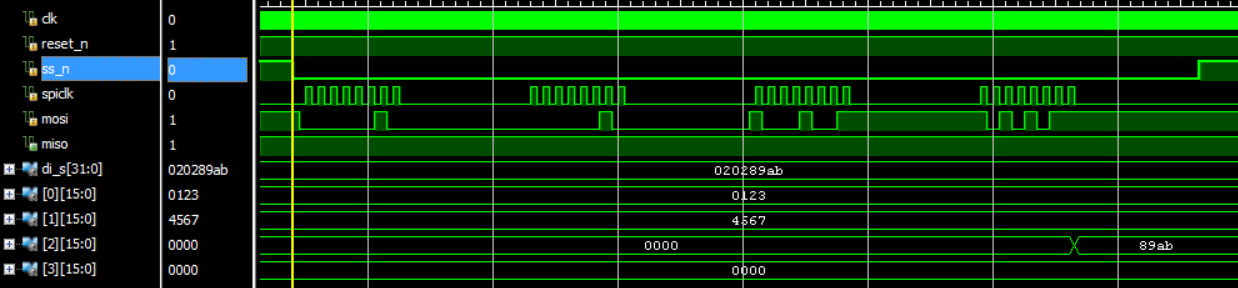 clk 0
reset_n 1
ss_n 0
spiclk 0
mosi 1
miso 1
di_s[31:0] 020289ab 020289ab
[0][15:0] 0123 0123
[1][15:0] 4567 4567
[2][15:0] 0000 0000 89ab
[3][15:0] 0000 0000